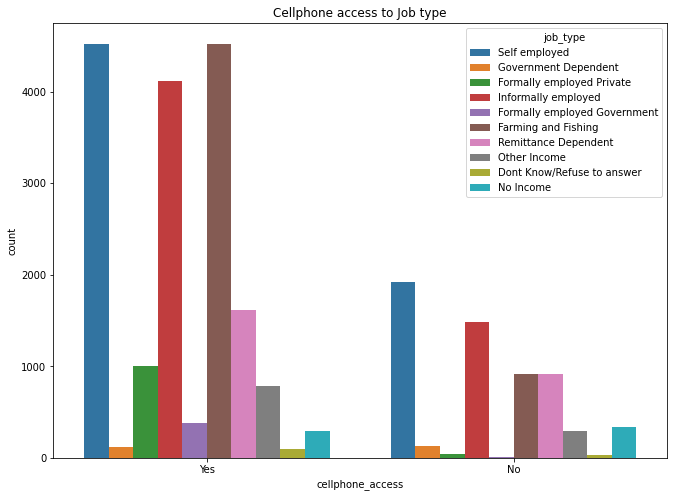 Cellphone access to Job type
job_type
Self employed
Government Dependent
Formally employed Private
Informally employed
Formally employed Government
Farming and Fishing
Remittance Dependent
Other Income
Dont Know/Refuse to answer
No Income
count
4000
3000
2000
1000
0
Yes
No
cellphone_access